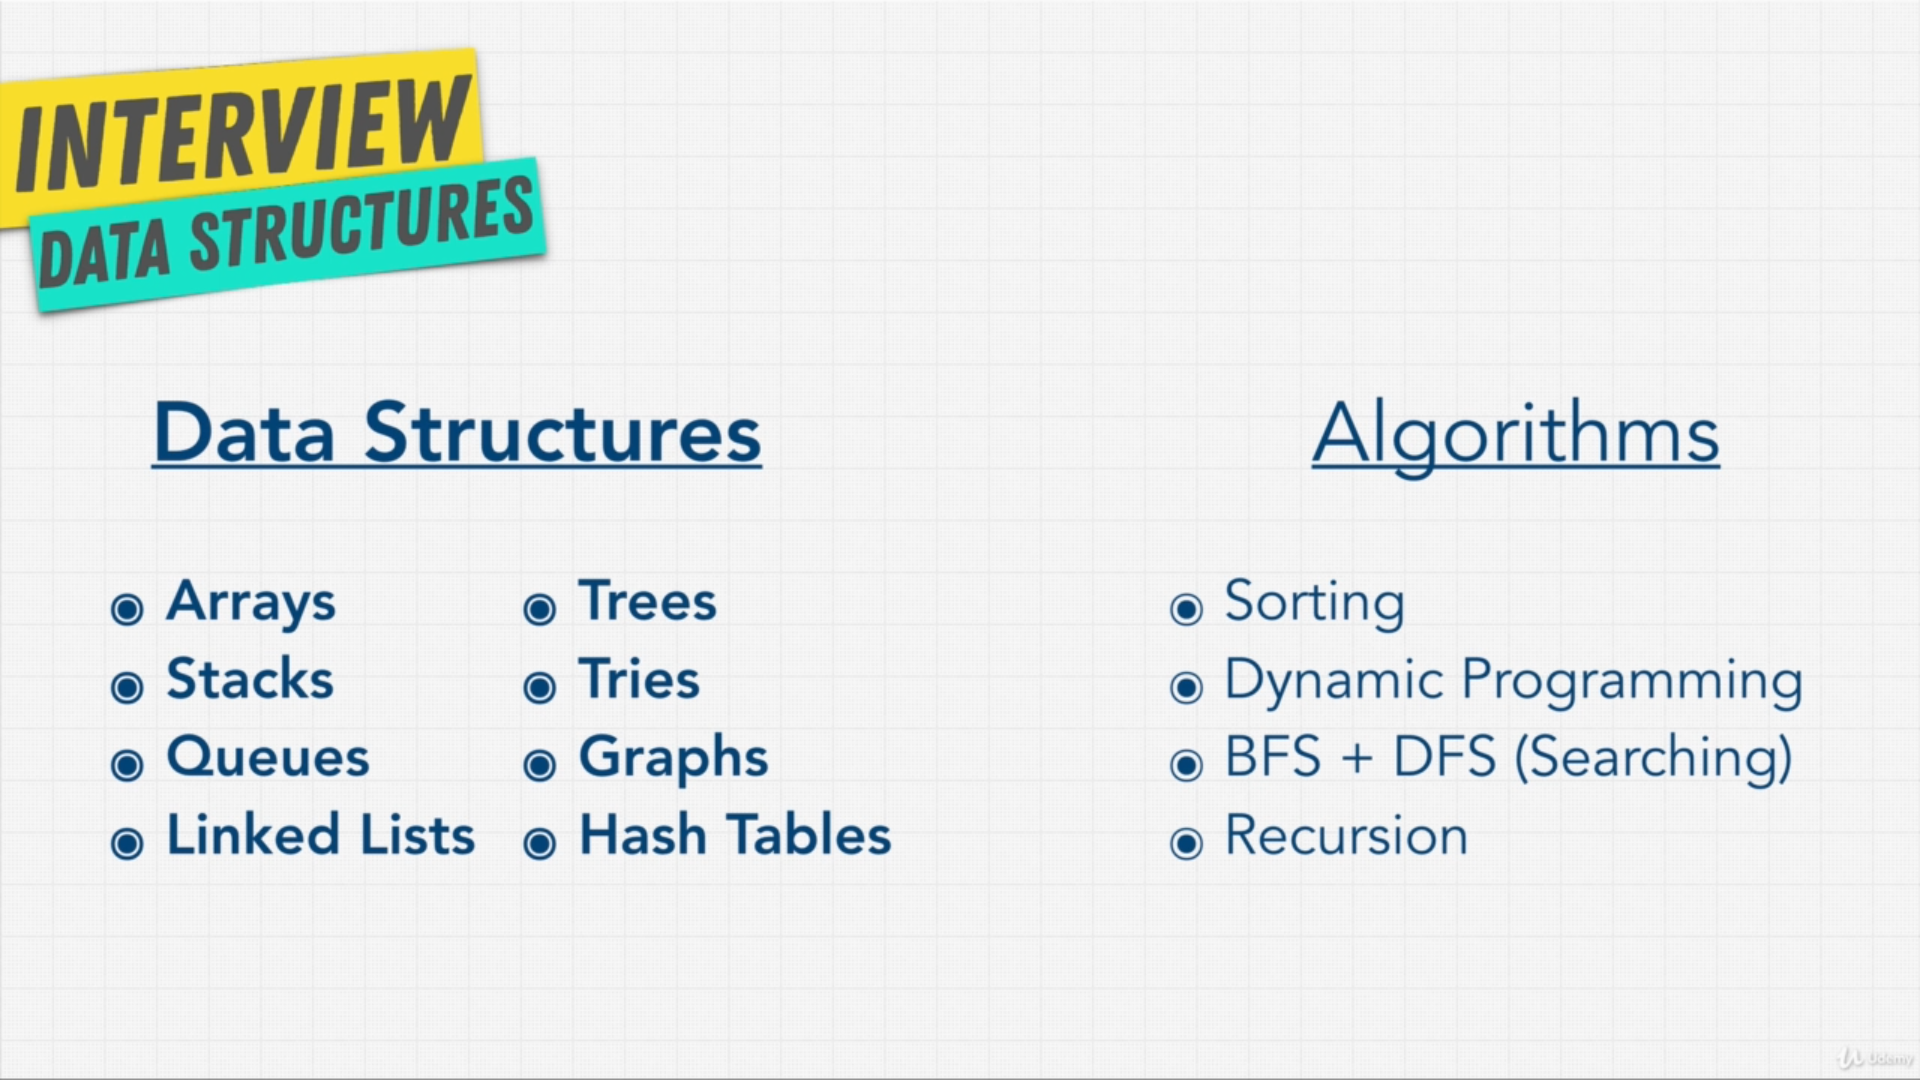 INTERVIEW
DATA STRUCTURES
Data Structures
Arrays
Stacks
Queues
Linked Lists
Trees
Tries
Graphs
Hash Tables
Algorithms
Sorting
Dynamic Programming
BFS + DFS (Searching)
Recursion
Udemy